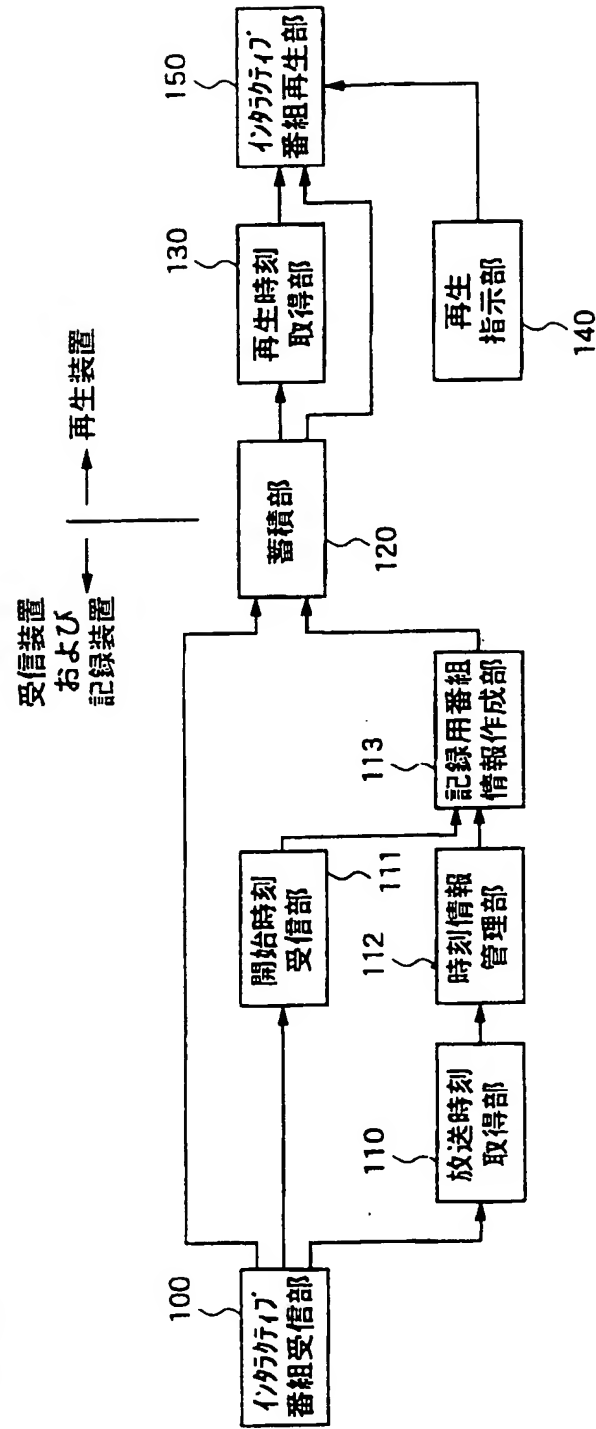 受信装置
および
記録装置
再生装置
100
インタラクティブ
番組受信部
110
放送時刻
取得部
111
開始時刻
受信部
112
時刻情報
管理部
113
記録用番組
情報作成部
120
蓄積部
130
再生時刻
取得部
140
再生
指示部
150
インタラクティブ
番組再生部